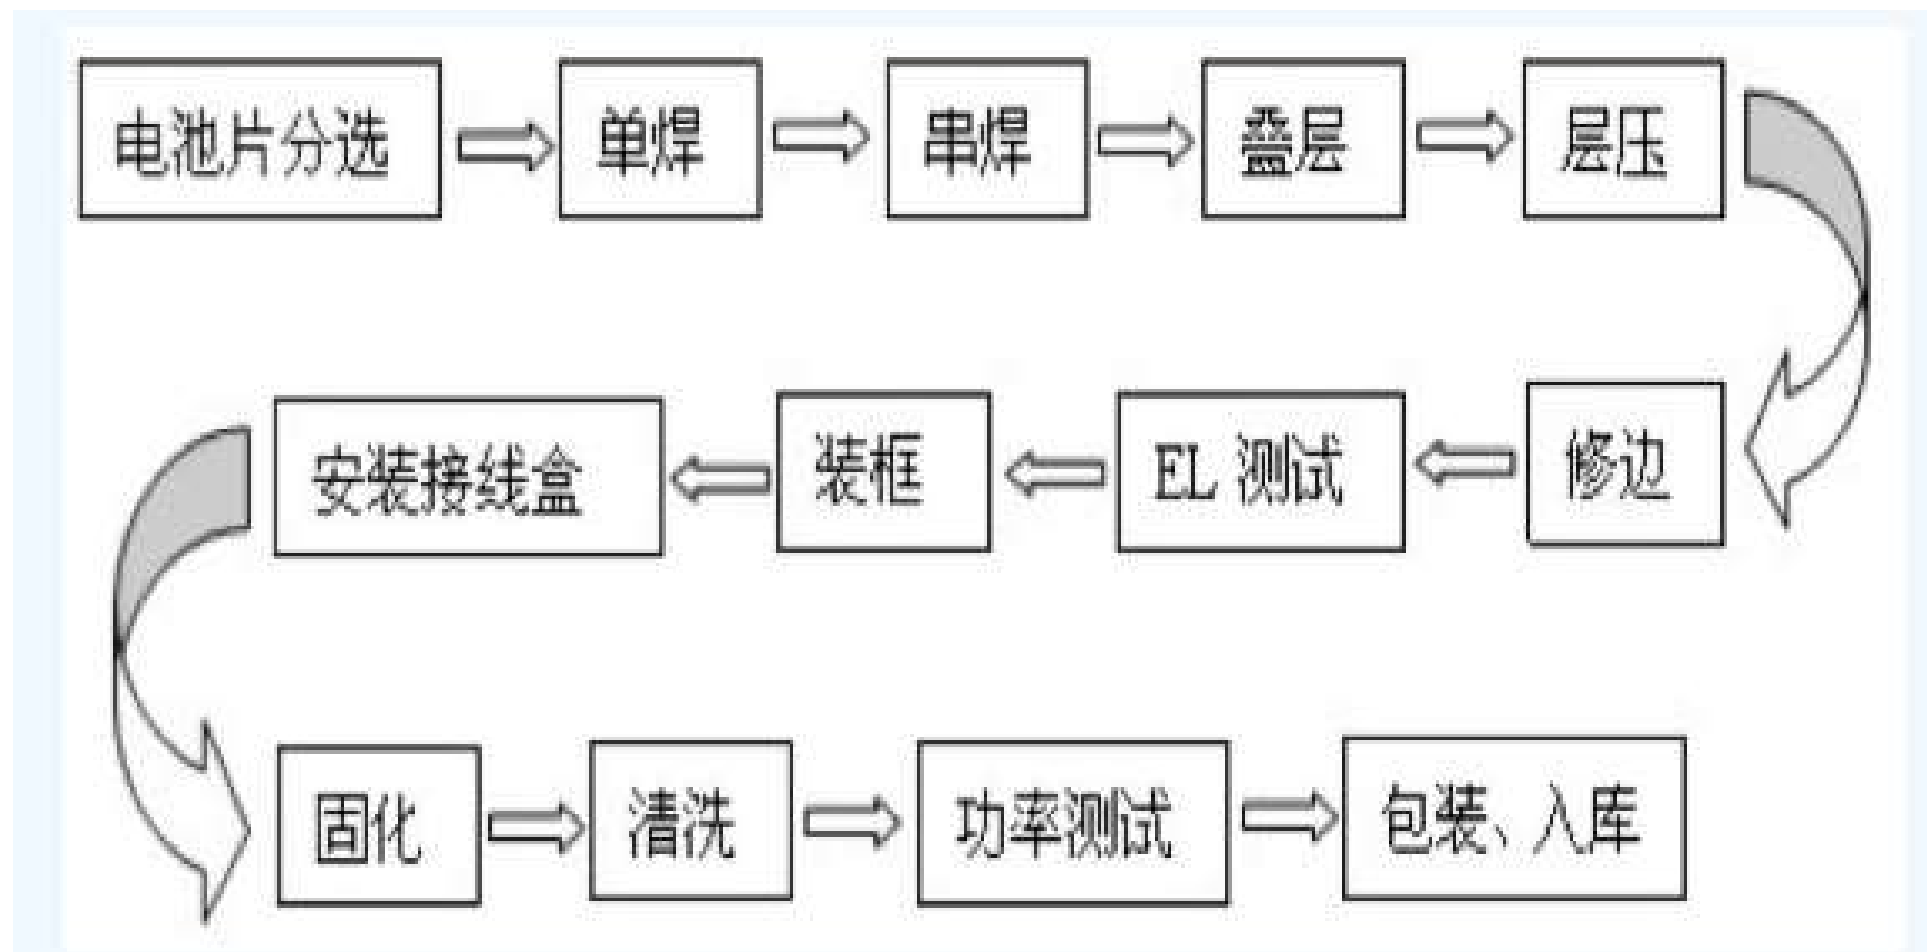 电池片分选 单焊 串焊 叠层 层压
修边 EL 测试 装框 安装接线盒
固化 清洗 功率测试 包装、入库